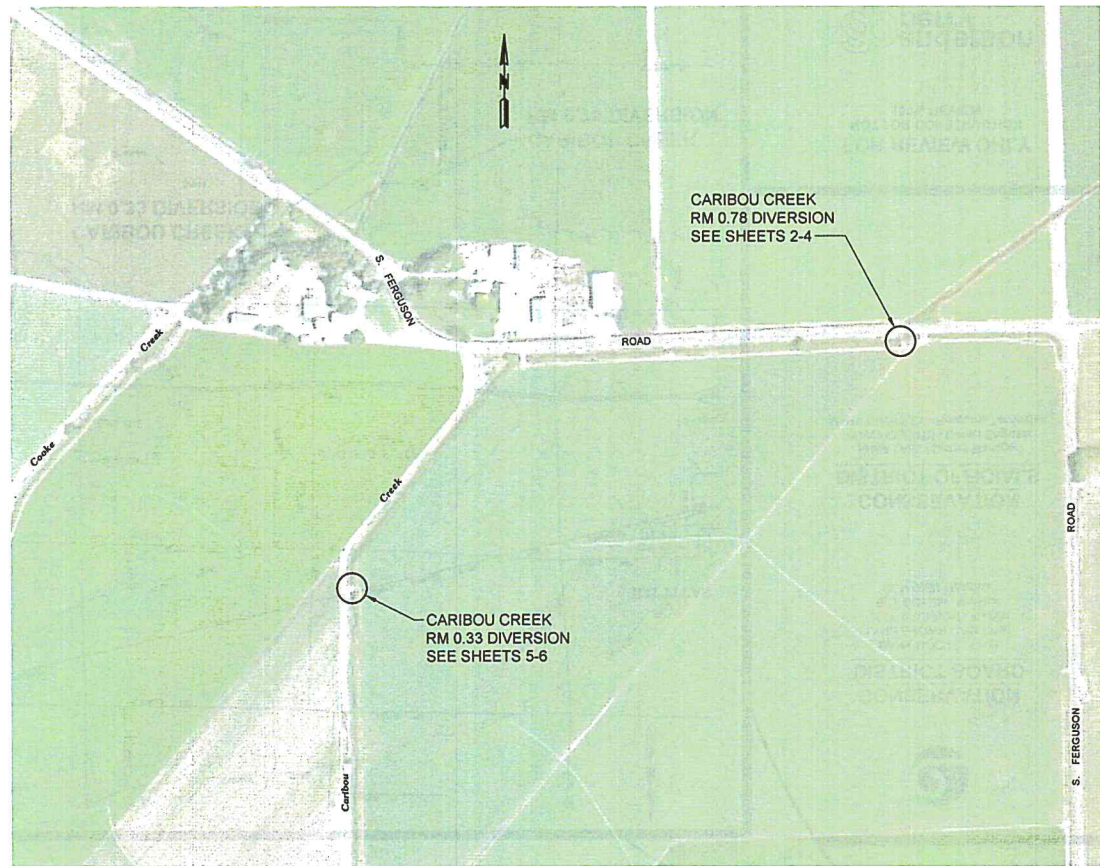 N
CARIBOU CREEK
RM 0.78 DIVERSION
SEE SHEETS 2-4
S. FERGUSON
ROAD
Creek
Cooke
Creek
ROAD
CARIBOU CREEK
RM 0.33 DIVERSION
SEE SHEETS 5-6
Caribou
S. FERGUSON